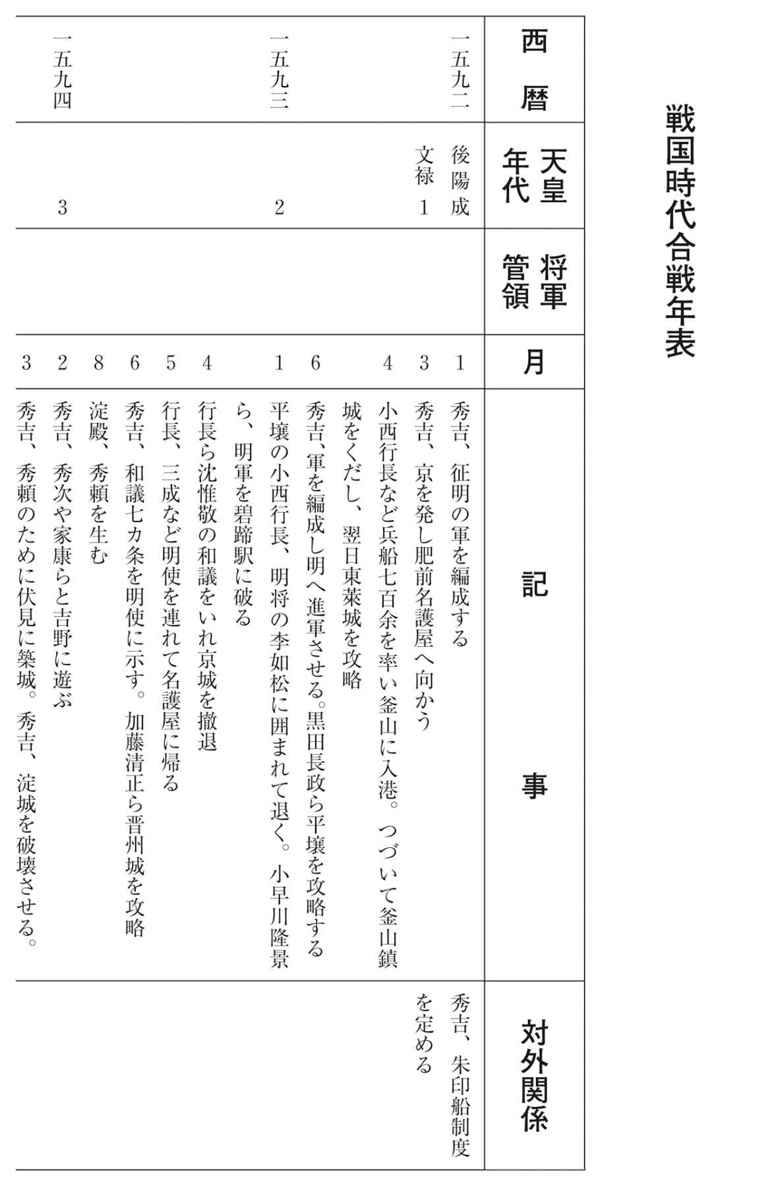 戦国時代合戦年表
西暦
天皇
年代
将軍
管領
月
記事
対外関係
一五九二
後陽成
1
秀吉、征明の軍を編成する
秀吉、朱印船制度
文禄1
3
秀吉、京を発し肥前名護屋へ向かう
を定める
4
小西行長など兵船七百余を率い釜山に入港。つづいて釜山鎮
城をくだし、翌日東萊城を攻略
6
秀吉、軍を編成し明へ進軍させる。黒田長政ら平壌を攻略する
一五九三
2
1
平壌の小西行長、明将の李如松に囲まれて退く。小早川隆景
ら、明軍を碧蹄駅に破る
4
行長ら沈惟敬の和議をいれ京城を撤退
5
行長、三成など明使を連れて名護屋に帰る
6
秀吉、和議七カ条を明使に示す。加藤清正ら晋州城を攻略
8
淀殿、秀頼を生む
一五九四
3
2
秀吉、秀次や家康らと吉野に遊ぶ
3
秀吉、秀頼のために伏見に築城。秀吉、淀城を破壊させる。